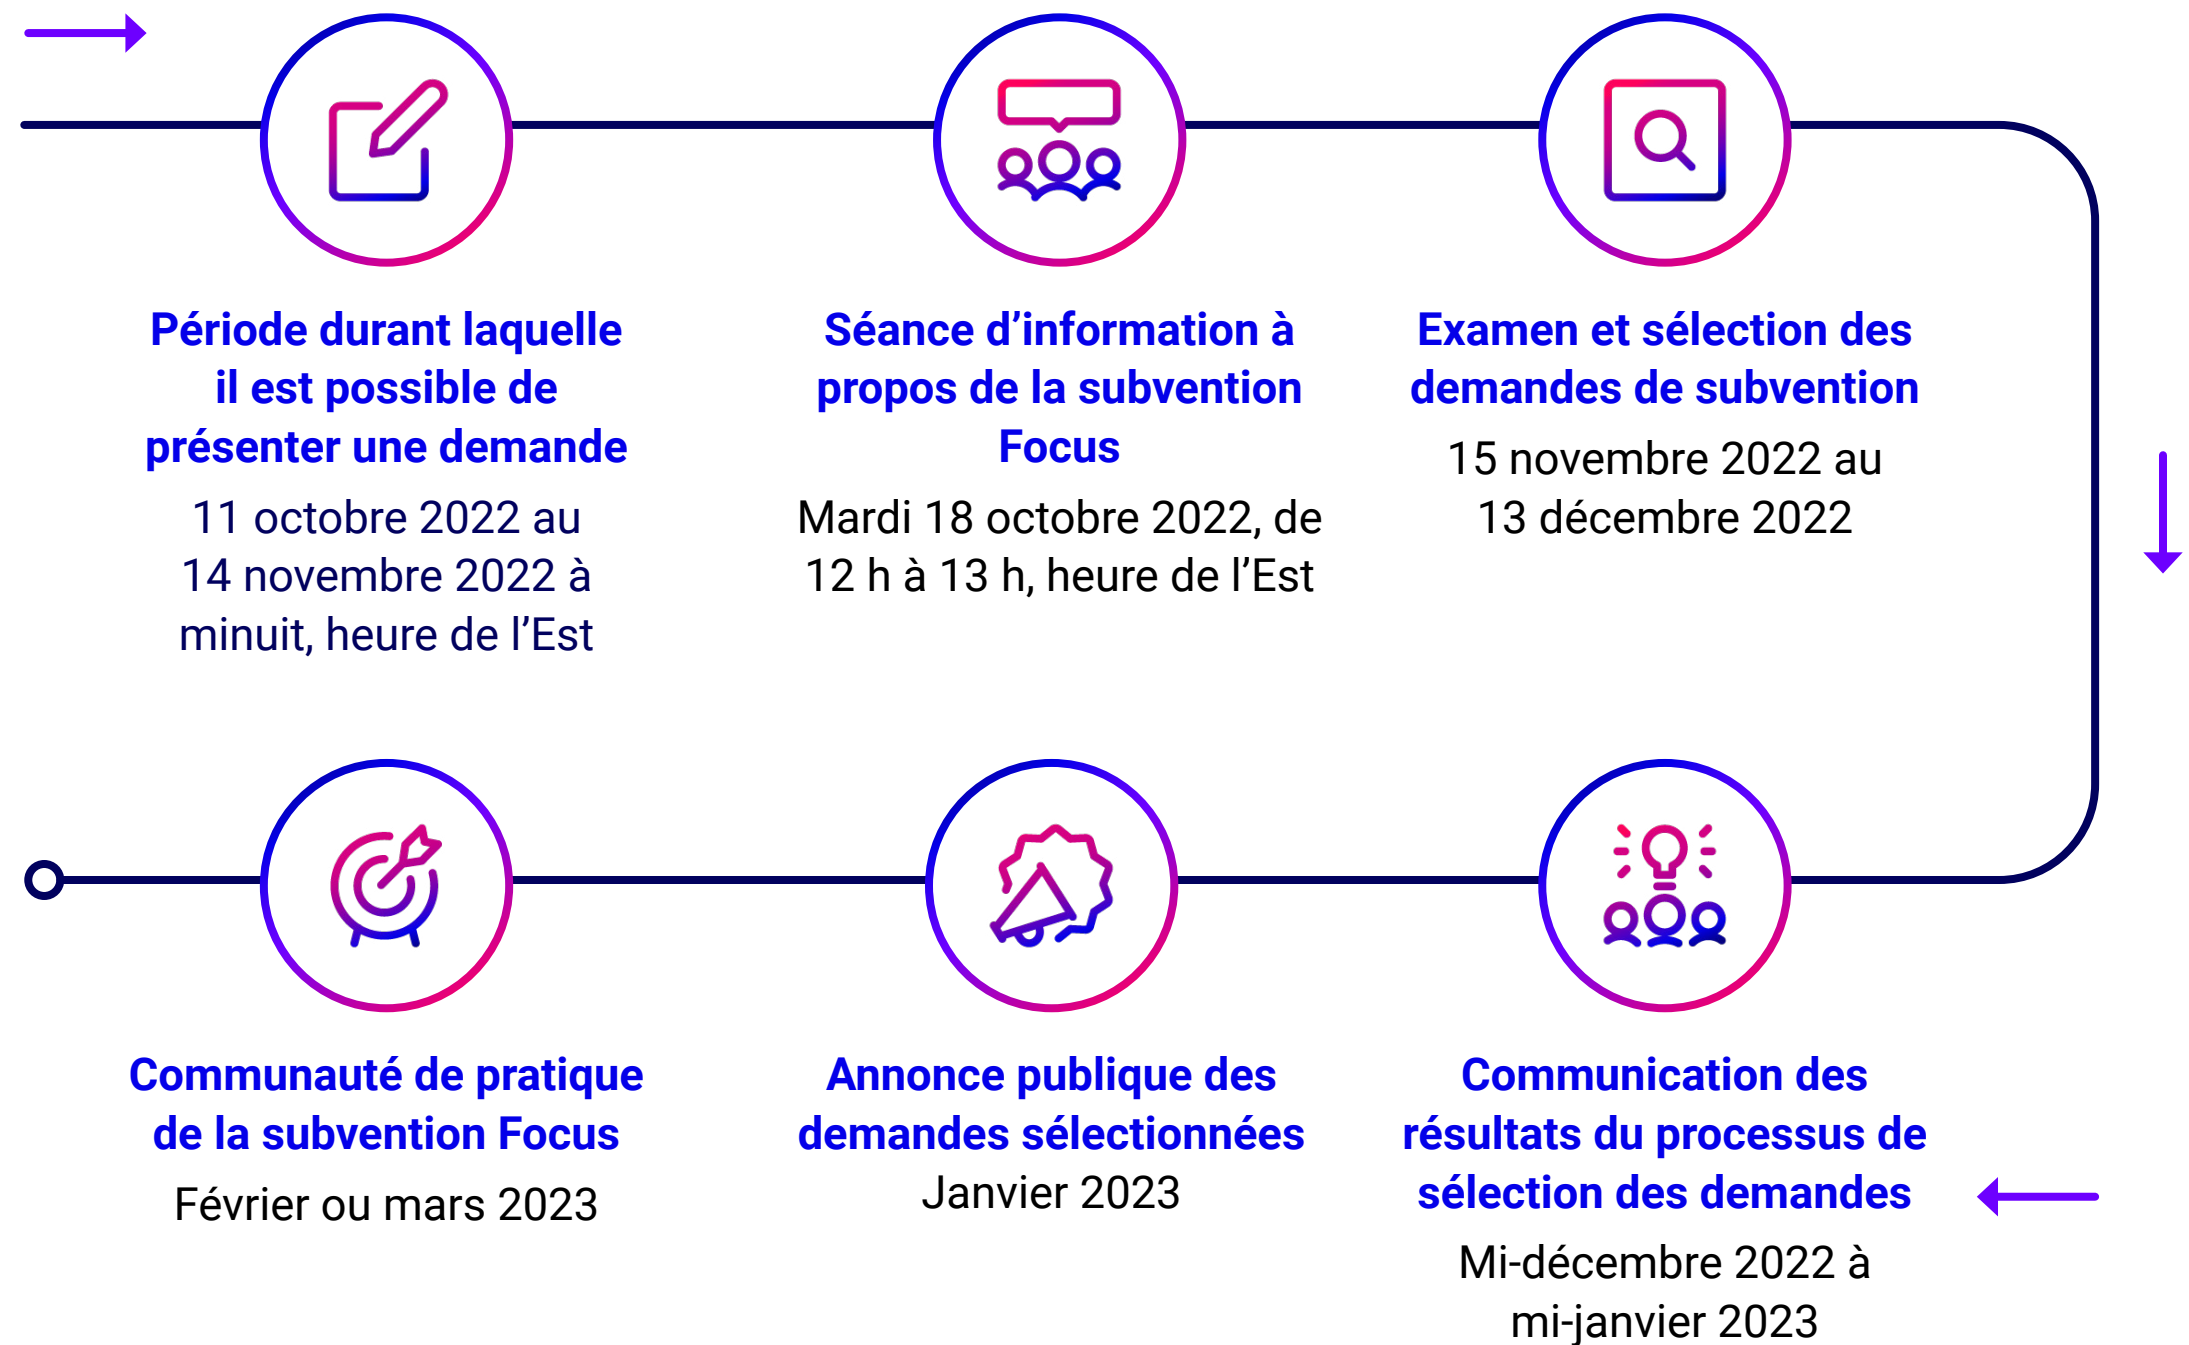 Période durant laquelle
il est possible de
présenter une demande
11 octobre 2022 au
14 novembre 2022 à
minuit, heure de l’Est
Séance d’information à
propos de la subvention
Focus
Mardi 18 octobre 2022, de
12 h à 13 h, heure de l’Est
Examen et sélection des
demandes de subvention
15 novembre 2022 au
13 décembre 2022
Communication des
résultats du processus de
sélection des demandes
Mi-décembre 2022 à
mi-janvier 2023
Annonce publique des
demandes sélectionnées
Janvier 2023
Communauté de pratique
de la subvention Focus
Février ou mars 2023